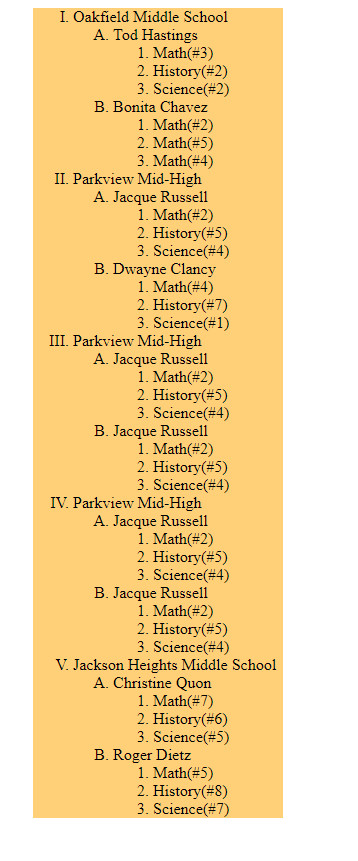 I. Oakfield Middle School
A. Tod Hastings
1. Math(#3)
2. History(#2)
3. Science(#2)
B. Bonita Chavez
1. Math(#2)
2. Math(#5)
3. Math(#4)
II. Parkview Mid-High
A. Jacque Russell
1. Math(#2)
2. History(#5)
3. Science(#4)
B. Dwayne Clancy
1. Math(#4)
2. History(#7)
3. Science(#1)
III. Parkview Mid-High
A. Jacque Russell
1. Math(#2)
2. History(#5)
3. Science(#4)
B. Jacque Russell
1. Math(#2)
2. History(#5)
3. Science(#4)
IV. Parkview Mid-High
A. Jacque Russell
1. Math(#2)
2. History(#5)
3. Science(#4)
B. Jacque Russell
1. Math(#2)
2. History(#5)
3. Science(#4)
V. Jackson Heights Middle School
A. Christine Quon
1. Math(#7)
2. History(#6)
3. Science(#5)
B. Roger Dietz
1. Math(#5)
2. History(#8)
3. Science(#7)